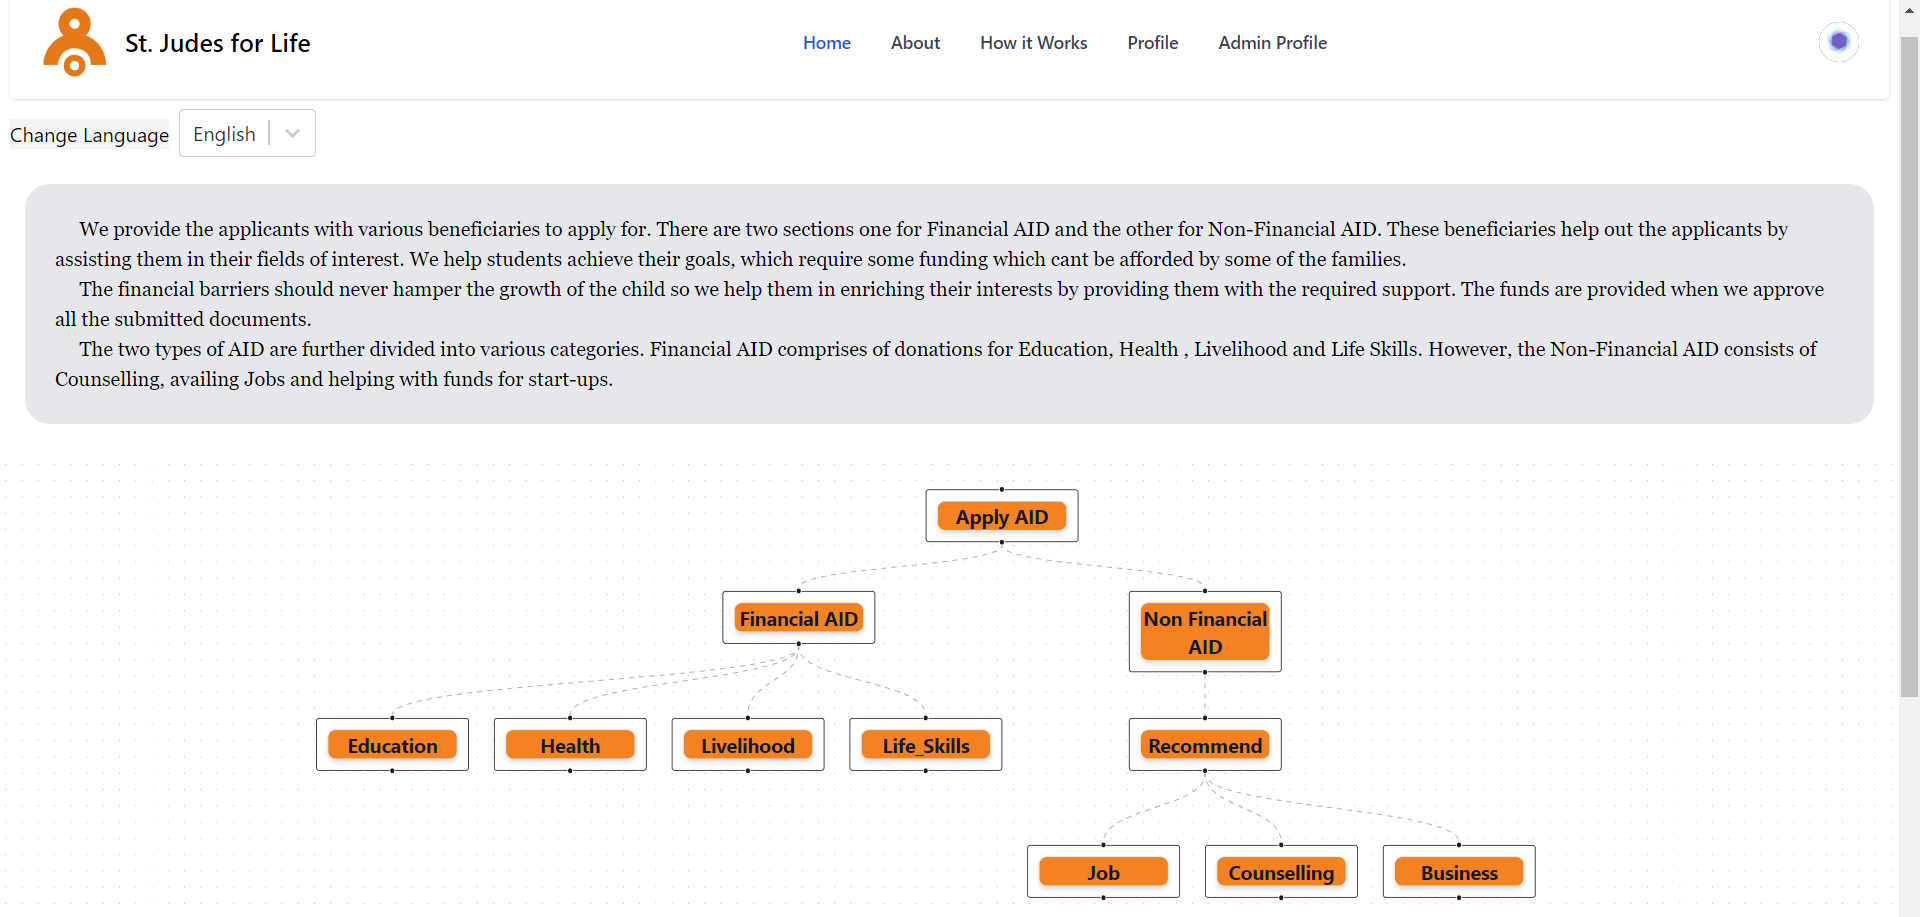 St. Judes for Life
Home About How it Works Profile Admin Profile
Change Language English
We provide the applicants with various beneficiaries to apply for. There are two sections one for Financial AID and the other for Non-Financial AID. These beneficiaries help out the applicants by
assisting them in their fields of interest. We help students achieve their goals, which require some funding which cant be afforded by some of the families.
The financial barriers should never hamper the growth of the child so we help them in enriching their interests by providing them with the required support. The funds are provided when we approve
all the submitted documents.
The two types of AID are further divided into various categories. Financial AID comprises of donations for Education, Health , Livelihood and Life Skills. However, the Non-Financial AID consists of
Counselling, availing Jobs and helping with funds for start-ups.
Apply AID
Financial AID
Non Financial
AID
Education
Health
Livelihood
Life_Skills
Recommend
Job
Counselling
Business